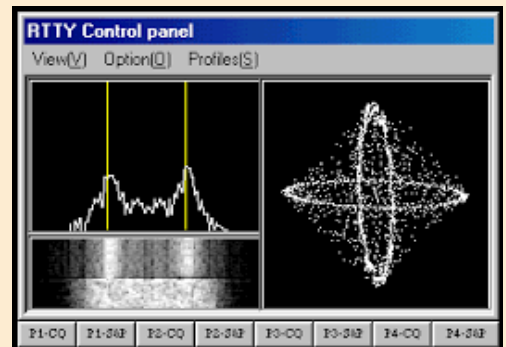 RTTY Control panel
View(V) Option(O) Profiles(S)
P1-CQ P1-S&P P2-CQ P2-S&P P3-CQ P3-S&P P4-CQ P4-S&P